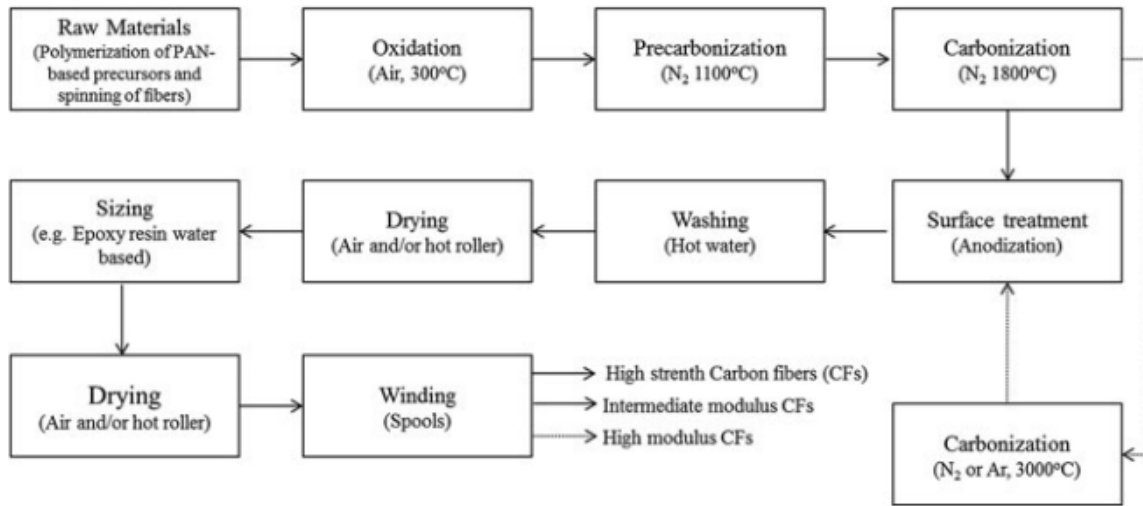 Raw Materials
(Polymerization of PAN-
based precursors and
spinning of fibers)
Oxidation
(Air, 300°C)
Precarbonization
(N₂ 1100°C)
Carbonization
(N₂ 1800°C)
Sizing
(e.g. Epoxy resin water
based)
Drying
(Air and/or hot roller)
Washing
(Hot water)
Surface treatment
(Anodization)
Drying
(Air and/or hot roller)
Winding
(Spools)
High strenth Carbon fibers (CFs)
Intermediate modulus CFs
High modulus CFs
Carbonization
(N₂ or Ar, 3000°C)